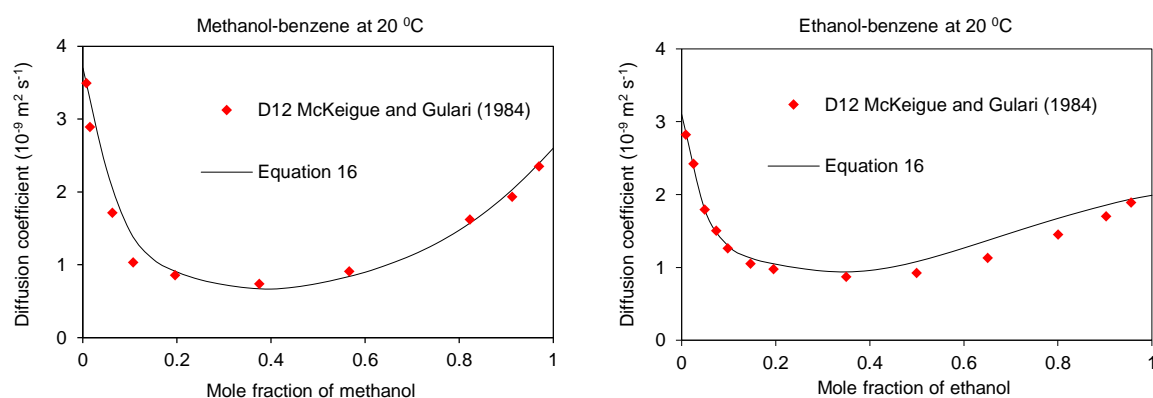 Methanol-benzene at 20 ⁰C
4
3
2
1
0
Diffusion coefficient (10⁻⁹ m² s⁻¹)
D12 McKeigue and Gulari (1984)
Equation 16
0 0.2 0.4 0.6 0.8 1
Mole fraction of methanol
Ethanol-benzene at 20 ⁰C
4
3
2
1
0
Diffusion coefficient (10⁻⁹ m² s⁻¹)
D12 McKeigue and Gulari (1984)
Equation 16
0 0.2 0.4 0.6 0.8 1
Mole fraction of ethanol